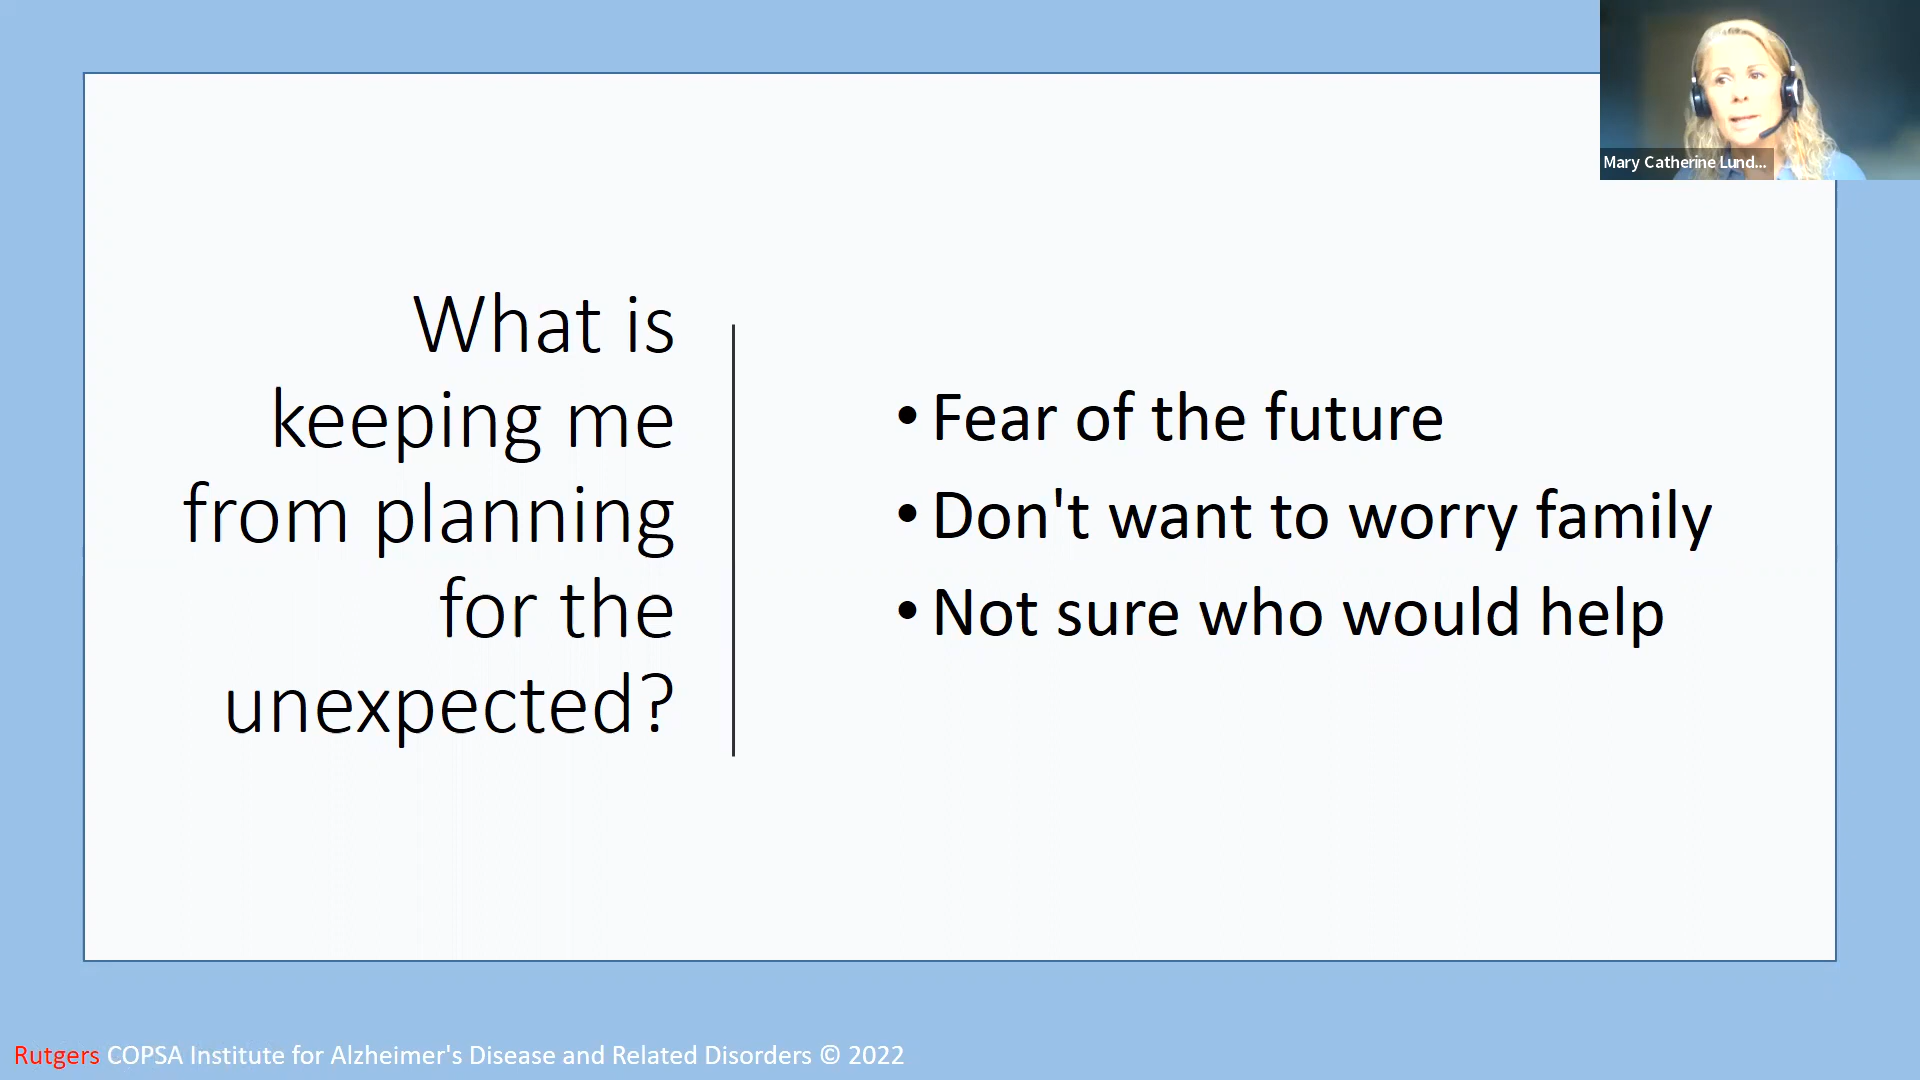 Mary Catherine Lund...
What is
keeping me
from planning
for the
unexpected?
• Fear of the future
• Don't want to worry family
• Not sure who would help
Rutgers COPSA Institute for Alzheimer's Disease and Related Disorders © 2022